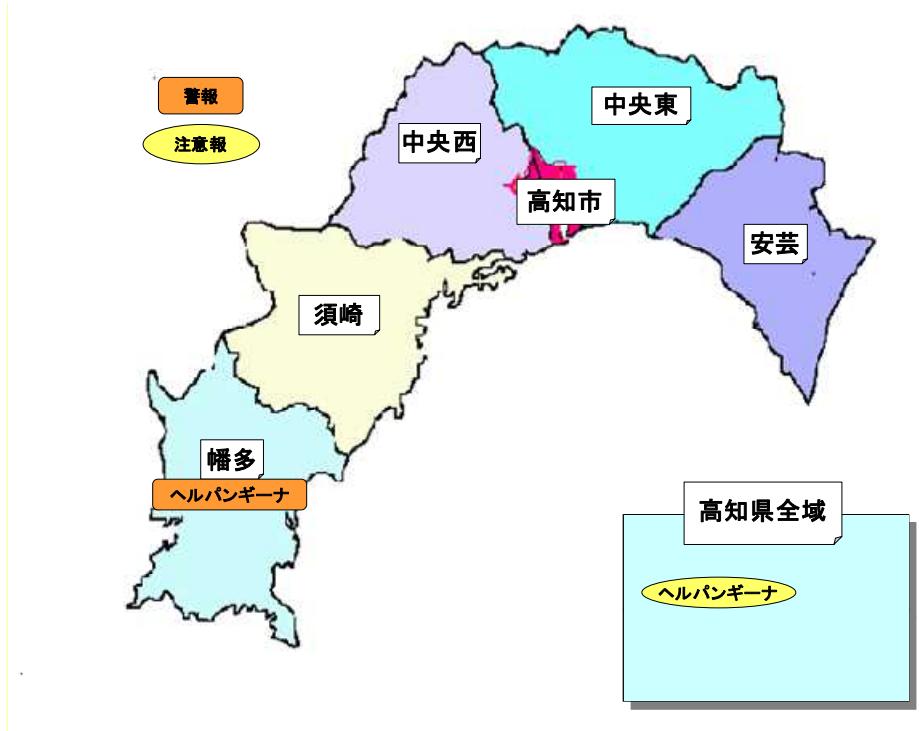 警報
注意報
中央東
中央西
高知市
安芸
須崎
幡多
ヘルパンギーナ
高知県全域
ヘルパンギーナ